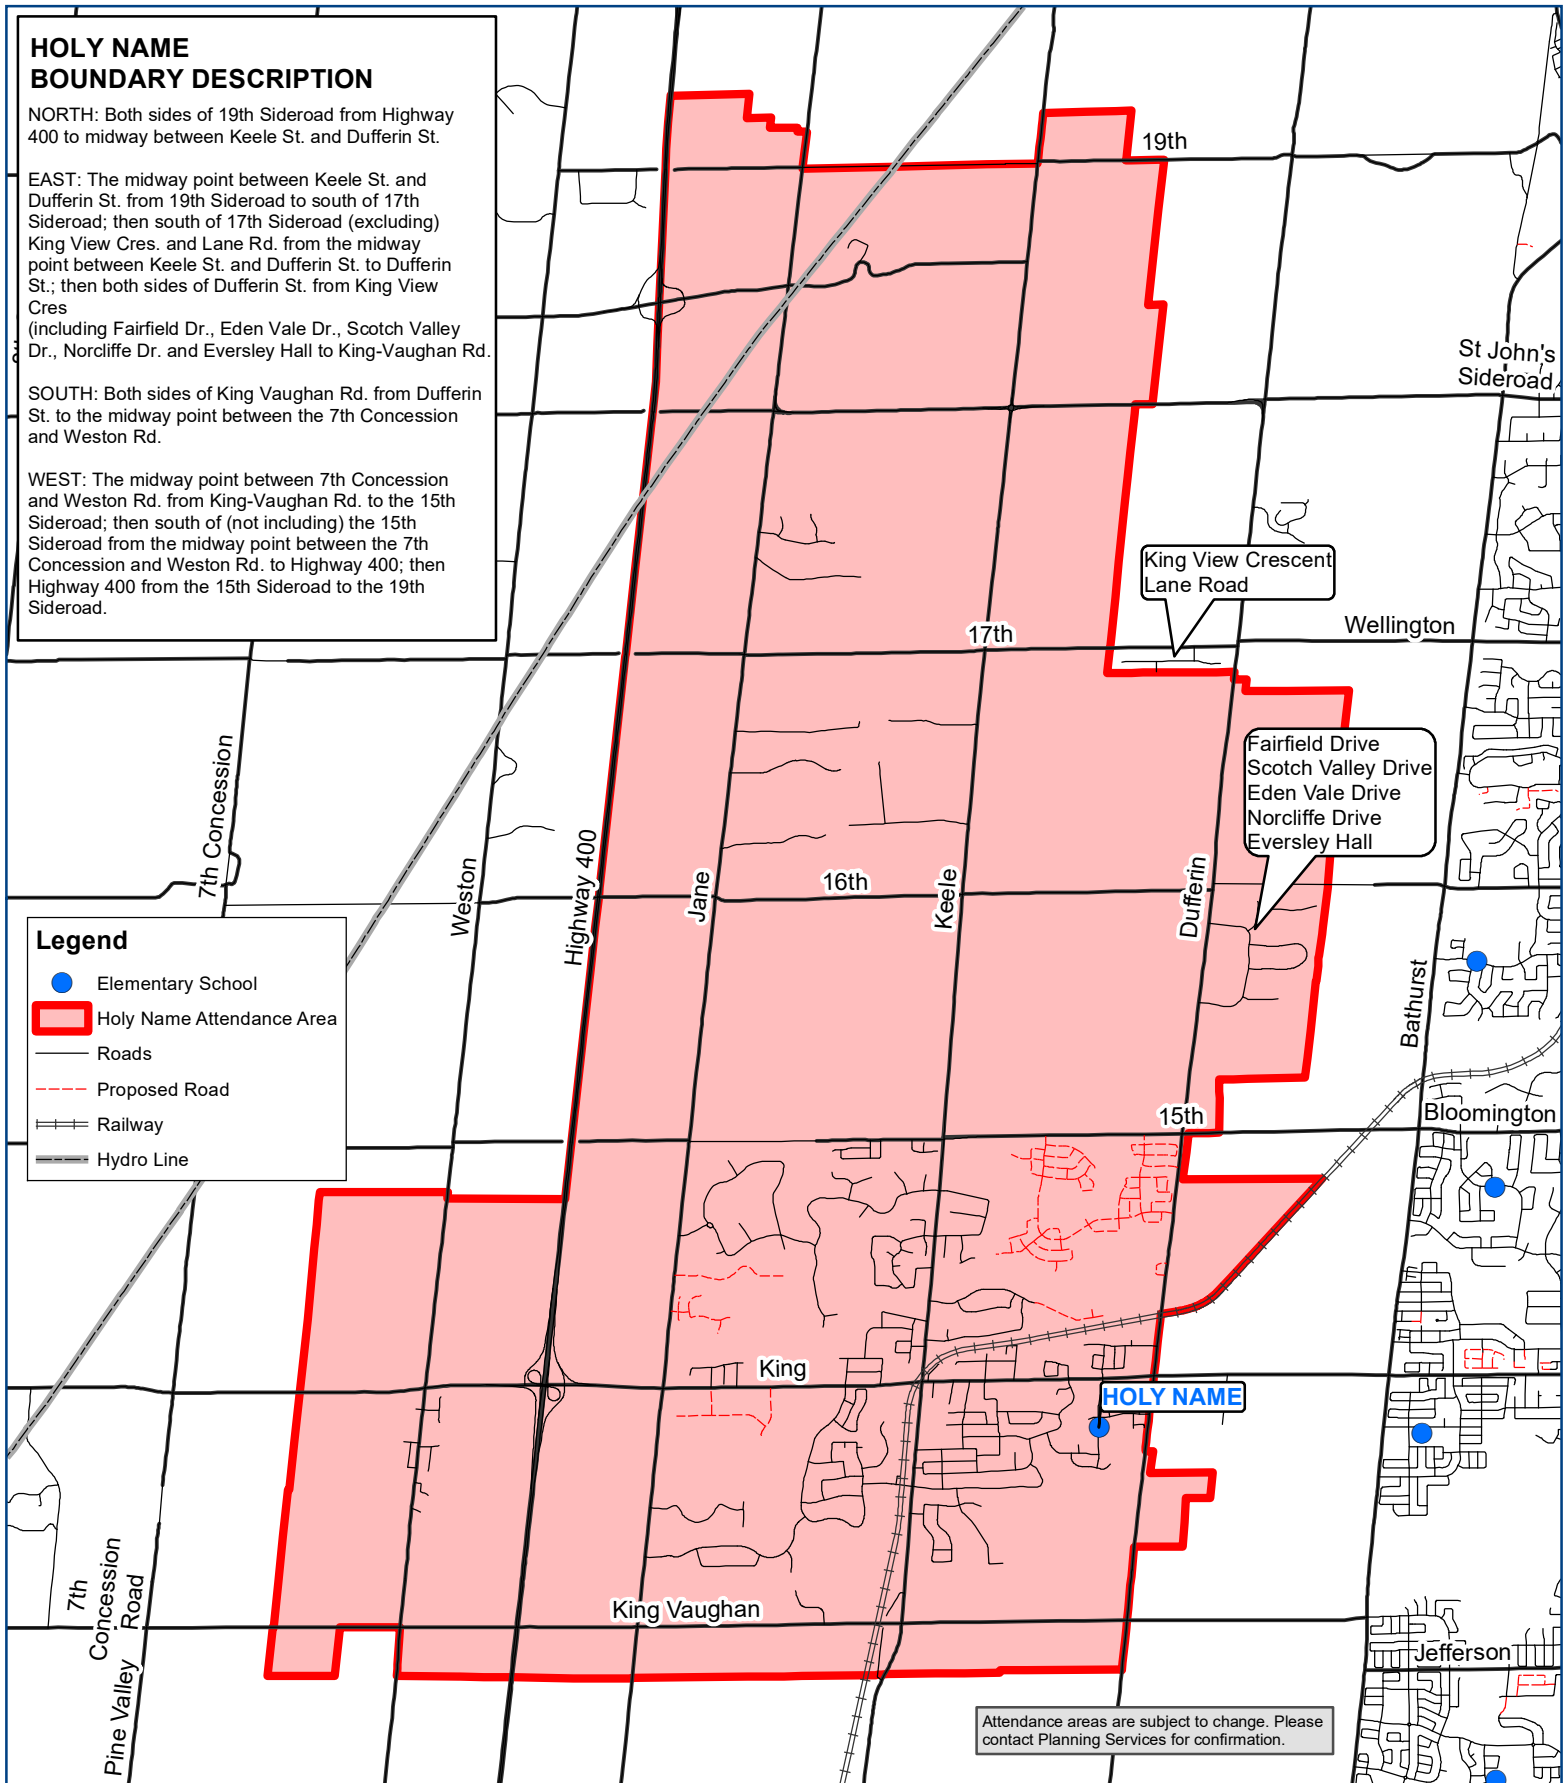 HOLY NAME
BOUNDARY DESCRIPTION
NORTH: Both sides of 19th Sideroad from Highway
400 to midway between Keele St. and Dufferin St.
EAST: The midway point between Keele St. and
Dufferin St. from 19th Sideroad to south of 17th
Sideroad; then south of 17th Sideroad (excluding)
King View Cres. and Lane Rd. from the midway
point between Keele St. and Dufferin St. to Dufferin
St.; then both sides of Dufferin St. from King View
Cres
(including Fairfield Dr., Eden Vale Dr., Scotch Valley
Dr., Norcliffe Dr. and Eversley Hall to King-Vaughan Rd.
SOUTH: Both sides of King Vaughan Rd. from Dufferin
St. to the midway point between the 7th Concession
and Weston Rd.
WEST: The midway point between 7th Concession
and Weston Rd. from King-Vaughan Rd. to the 15th
Sideroad; then south of (not including) the 15th
Sideroad from the midway point between the 7th
Concession and Weston Rd. to Highway 400; then
Highway 400 from the 15th Sideroad to the 19th
Sideroad.
19th
St John's
Sideroad
King View Crescent
Lane Road
17th
Wellington
Fairfield Drive
Scotch Valley Drive
Eden Vale Drive
Norcliffe Drive
Eversley Hall
7th Concession
Weston
Highway 400
Jane
16th
Keele
Dufferin
Bathurst
Legend
Elementary School
Holy Name Attendance Area
Roads
Proposed Road
Railway
Hydro Line
15th
Bloomington
King
HOLY NAME
7th
Concession
Pine Valley Road
King Vaughan
Jefferson
Attendance areas are subject to change. Please
contact Planning Services for confirmation.